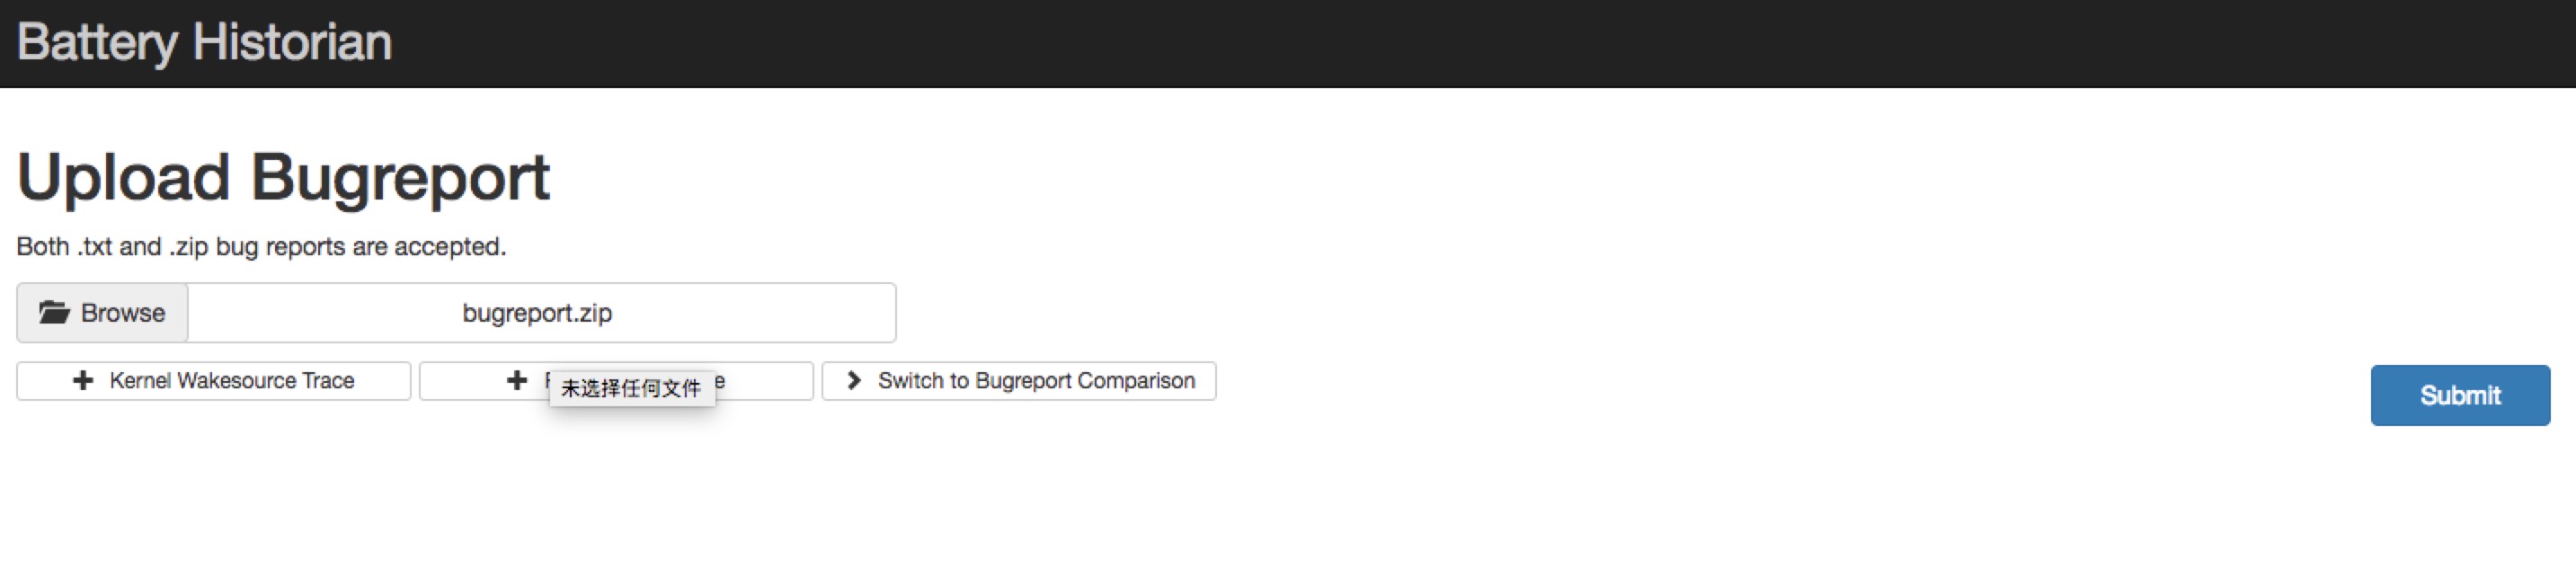 Battery Historian
Upload Bugreport
Both .txt and .zip bug reports are accepted.
Browse
bugreport.zip
Kernel Wakesource Trace
未选择任何文件
Switch to Bugreport Comparison
Submit